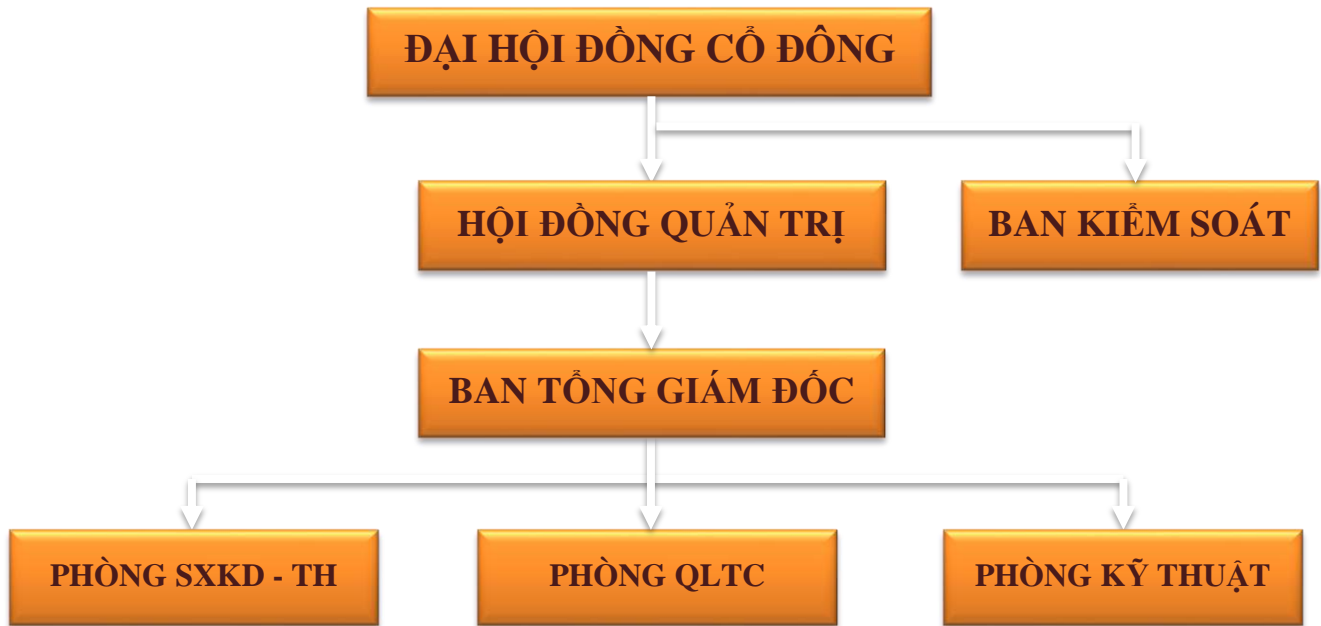 ĐẠI HỘI ĐỒNG CỔ ĐÔNG
HỘI ĐỒNG QUẢN TRỊ
BAN KIỂM SOÁT
BAN TỔNG GIÁM ĐỐC
PHÒNG SXKD - TH
PHÒNG QLTC
PHÒNG KỸ THUẬT